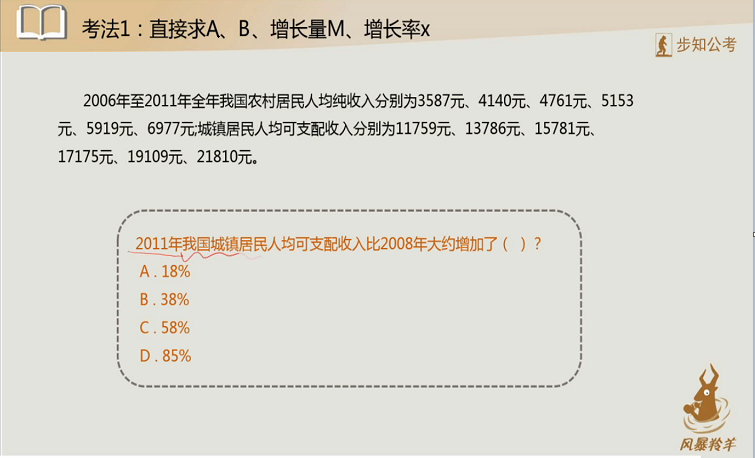 考法1：直接求A、B、增长量M、增长率x
步知公考
2006年至2011年全年我国农村居民人均纯收入分别为3587元、4140元、4761元、5153
元、5919元、6977元;城镇居民人均可支配收入分别为11759元、13786元、15781元、
17175元、19109元、21810元。
2011年我国城镇居民人均可支配收入比2008年大约增加了（ ）？
A . 18%
B . 38%
C . 58%
D . 85%
风暴羚羊